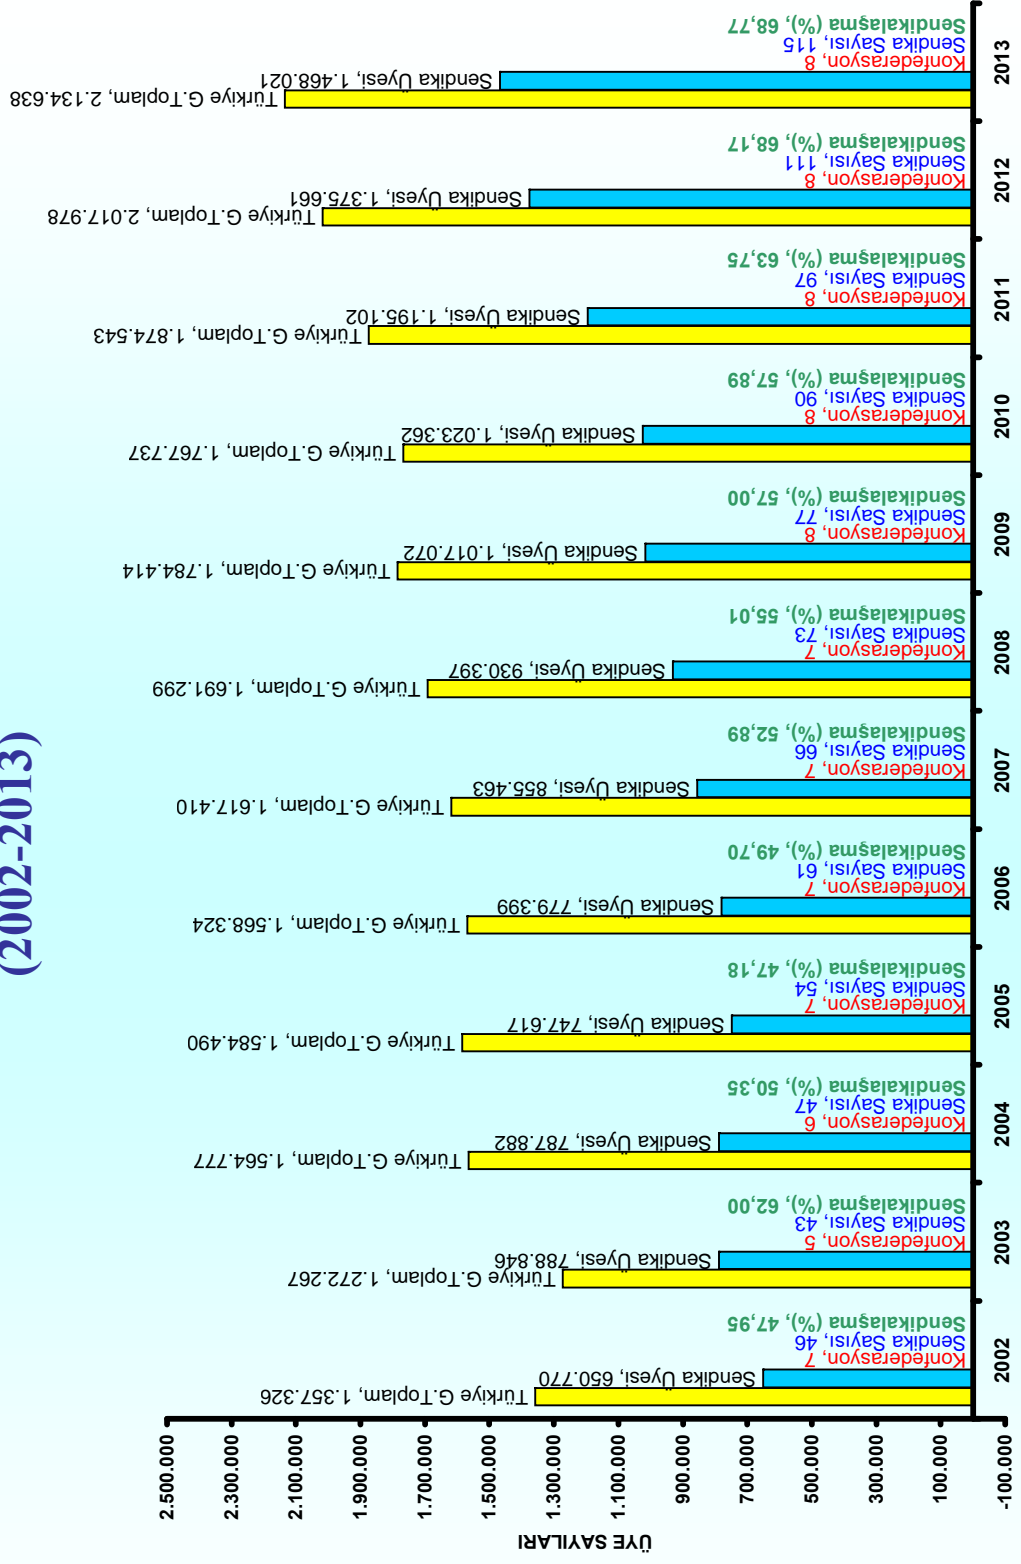 (2002-2013)
ÜYE SAYILARI
2.500.000
2.300.000
2.100.000
1.900.000
1.700.000
1.500.000
1.300.000
1.100.000
900.000
700.000
500.000
300.000
100.000
-100.000
Türkiye G.Toplam, 1.357.326
Sendika Üyesi, 650.770
Konfederasyon, 7
Sendika Sayısı, 46
Sendikalaşma (%), 47,95
2002
Türkiye G.Toplam, 1.272.267
Sendika Üyesi, 788.846
Konfederasyon, 5
Sendika Sayısı, 43
Sendikalaşma (%), 62,00
2003
Türkiye G.Toplam, 1.564.777
Sendika Üyesi, 787.882
Konfederasyon, 6
Sendika Sayısı, 47
Sendikalaşma (%), 50,35
2004
Türkiye G.Toplam, 1.584.490
Sendika Üyesi, 747.617
Konfederasyon, 7
Sendika Sayısı, 54
Sendikalaşma (%), 47,18
2005
Türkiye G.Toplam, 1.568.324
Sendika Üyesi, 779.399
Konfederasyon, 7
Sendika Sayısı, 61
Sendikalaşma (%), 49,70
2006
Türkiye G.Toplam, 1.617.410
Sendika Üyesi, 855.463
Konfederasyon, 7
Sendika Sayısı, 66
Sendikalaşma (%), 52,89
2007
Türkiye G.Toplam, 1.691.299
Sendika Üyesi, 930.397
Konfederasyon, 7
Sendika Sayısı, 73
Sendikalaşma (%), 55,01
2008
Türkiye G.Toplam, 1.784.414
Sendika Üyesi, 1.017.072
Konfederasyon, 8
Sendika Sayısı, 77
Sendikalaşma (%), 57,00
2009
Türkiye G.Toplam, 1.767.737
Sendika Üyesi, 1.023.362
Konfederasyon, 8
Sendika Sayısı, 90
Sendikalaşma (%), 57,89
2010
Türkiye G.Toplam, 1.874.543
Sendika Üyesi, 1.195.102
Konfederasyon, 8
Sendika Sayısı, 97
Sendikalaşma (%), 63,75
2011
Türkiye G.Toplam, 2.017.978
Sendika Üyesi, 1.375.661
Konfederasyon, 8
Sendika Sayısı, 111
Sendikalaşma (%), 68,17
2012
Türkiye G.Toplam, 2.134.638
Sendika Üyesi, 1.468.021
Konfederasyon, 8
Sendika Sayısı, 115
Sendikalaşma (%), 68,77
2013